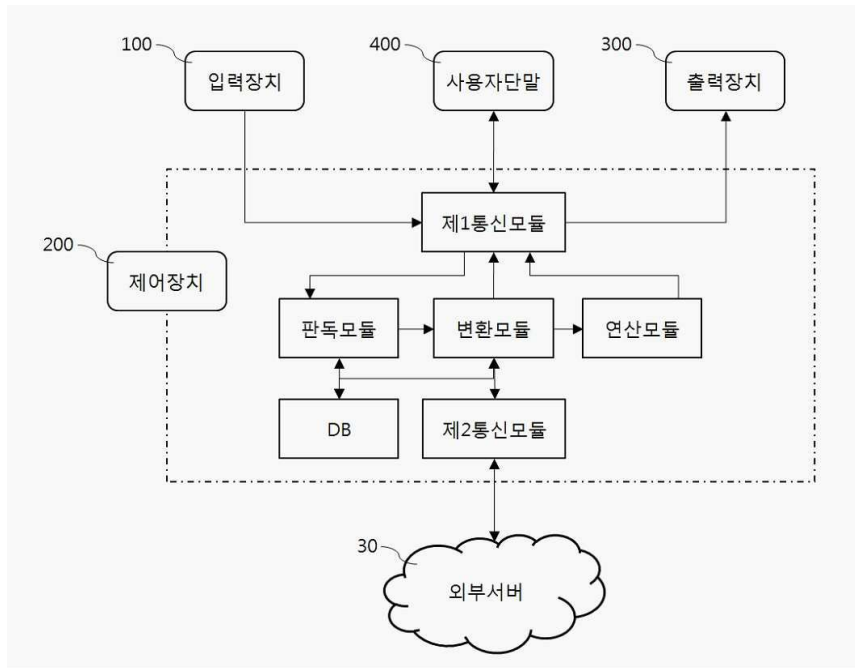 100
400
300
입력장치
사용자단말
출력장치
제1통신모듈
200
제어장치
판독모듈
변환모듈
연산모듈
DB
제2통신모듈
30
외부서버